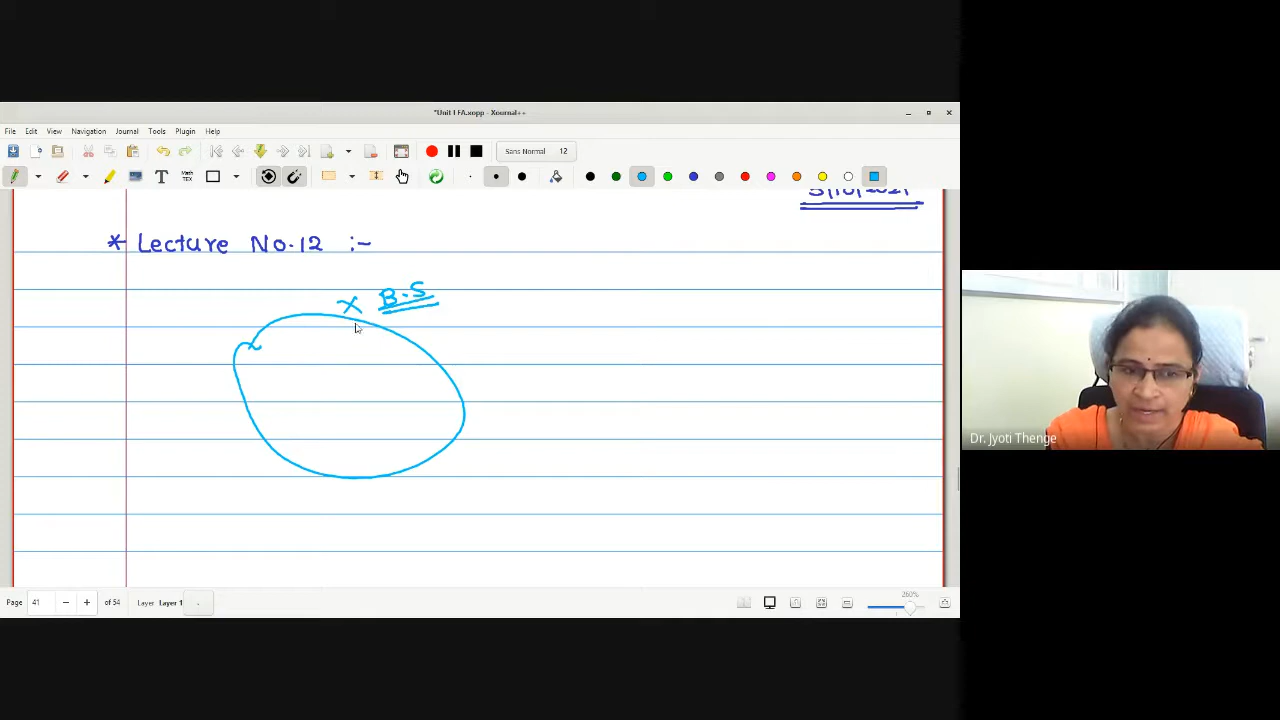 *Unit I FA.xopp - Xournal++
File Edit View Navigation Journal Tools Plugin Help
Sans Normal 12
* Lecture No.12 :-
X B.S
Dr. Jyoti Thenge
Page 41 of 54 Layer Layer 1
260%